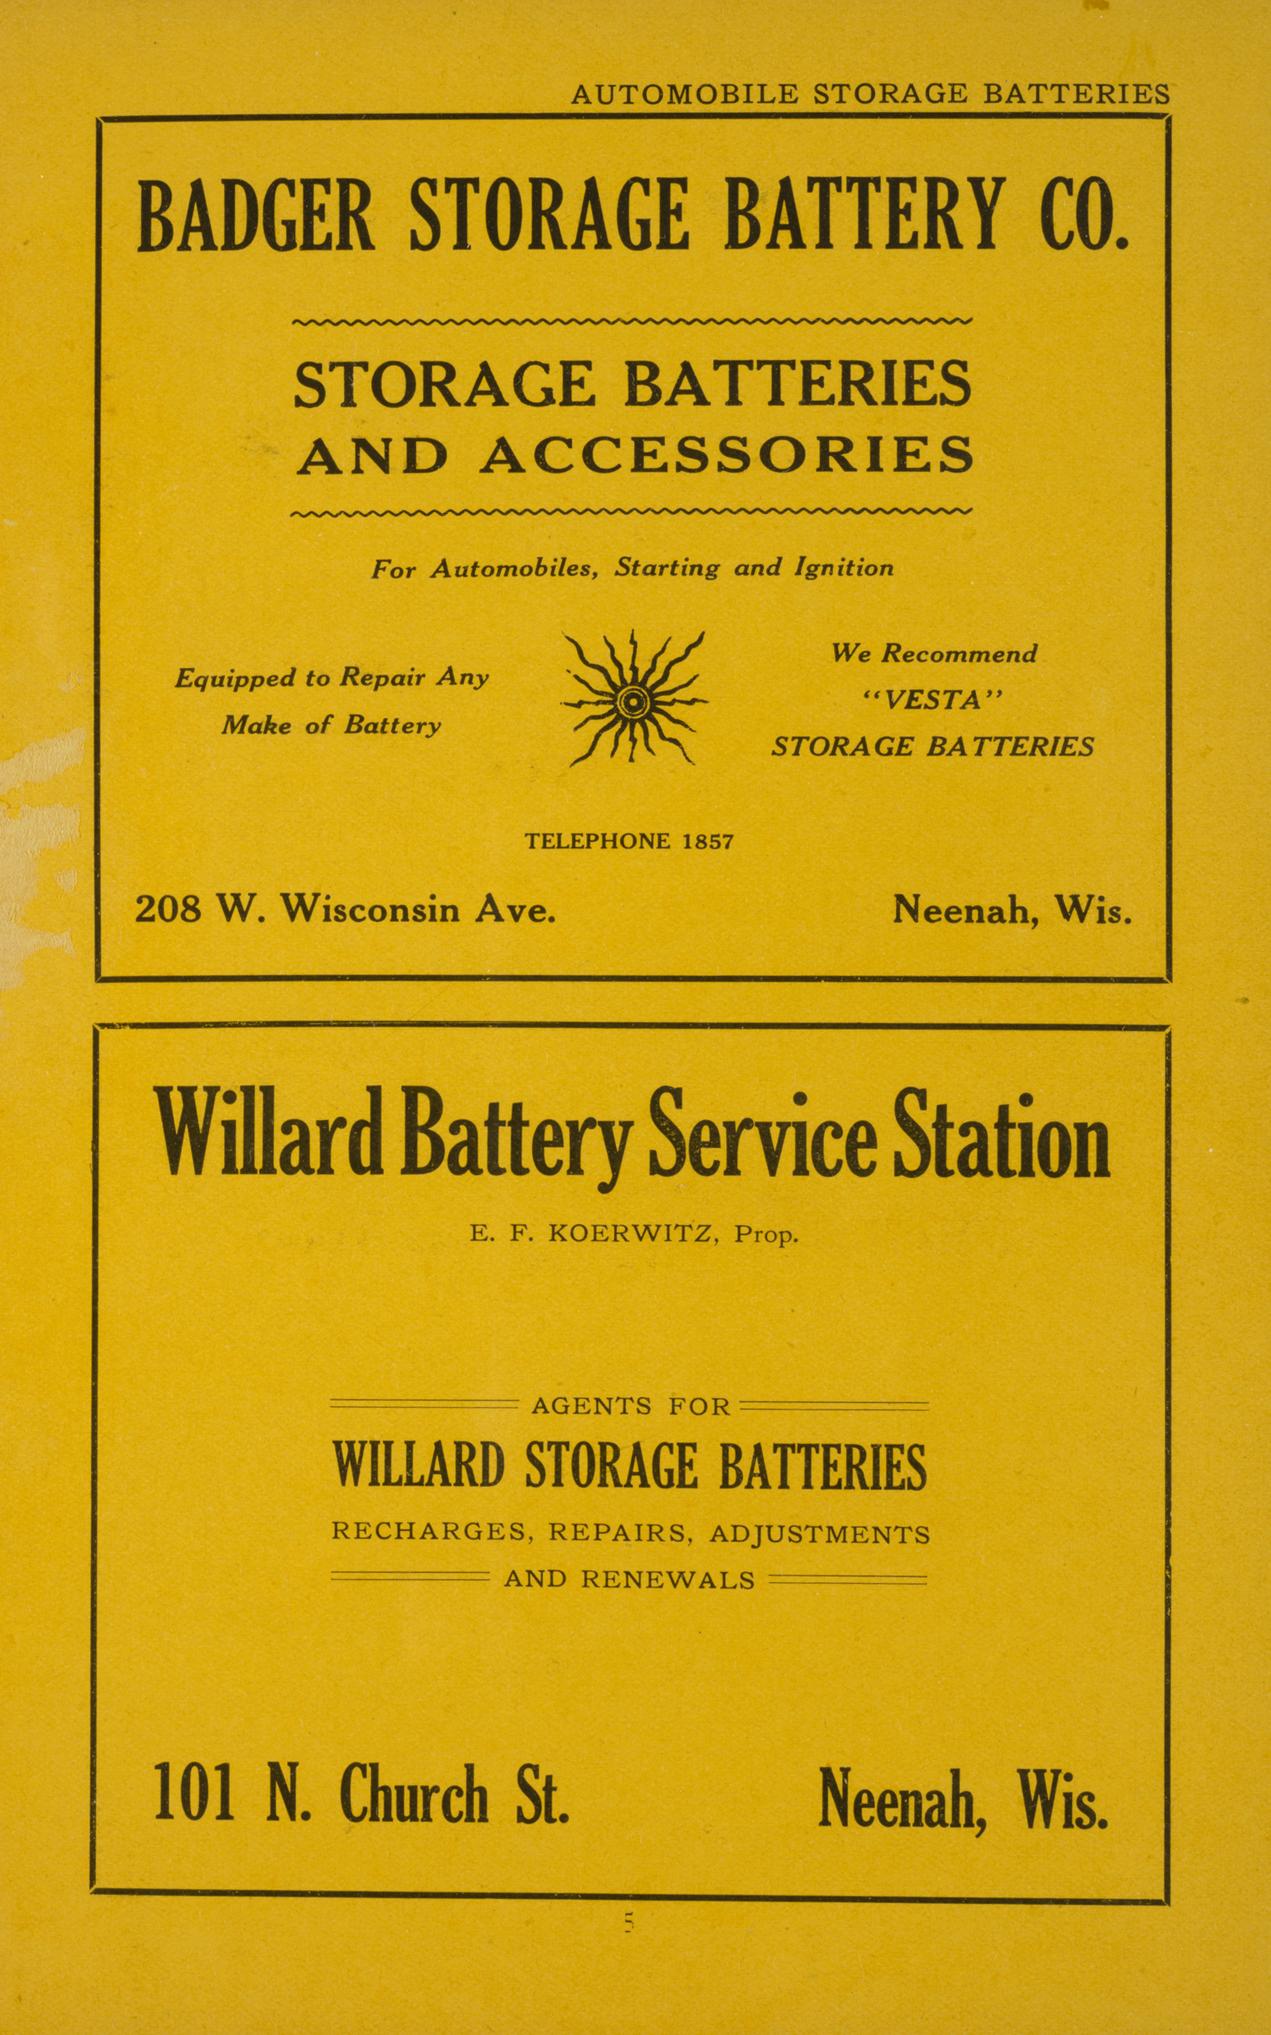 AUTOMOBILE STORAGE BATTERIES
BADGER STORAGE BATTERY CO.
STORAGE BATTERIES
AND ACCESSORIES
For Automobiles, Starting and Ignition
Equipped to Repair Any
Make of Battery
We Recommend
“VESTA”
STORAGE BATTERIES
TELEPHONE 1857
208 W. Wisconsin Ave. Neenah, Wis.
Willard Battery Service Station
E. F. KOERWITZ, Prop.
AGENTS FOR
WILLARD STORAGE BATTERIES
RECHARGES, REPAIRS, ADJUSTMENTS
AND RENEWALS
101 N. Church St. Neenah, Wis.
5